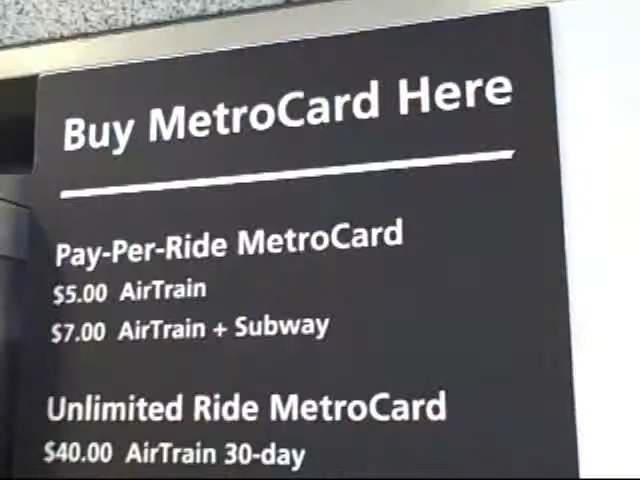 Buy MetroCard Here
Pay-Per-Ride MetroCard
$5.00 AirTrain
$7.00 AirTrain + Subway
Unlimited Ride MetroCard
$40.00 AirTrain 30-day